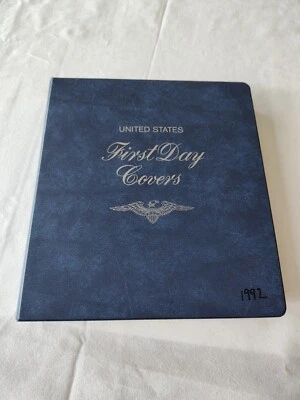 UNITED STATES
First Day
Covers
1992